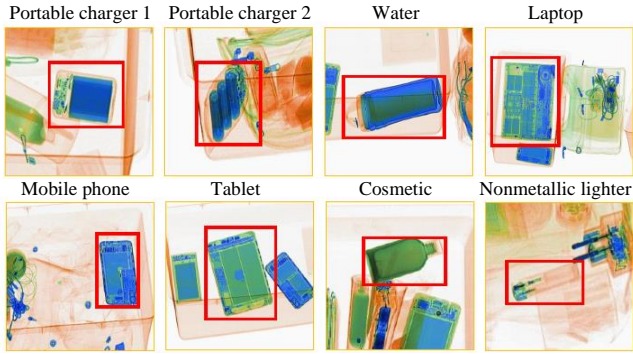 Portable charger 1
Portable charger 2
Water
Laptop
Mobile phone
Tablet
Cosmetic
Nonmetallic lighter